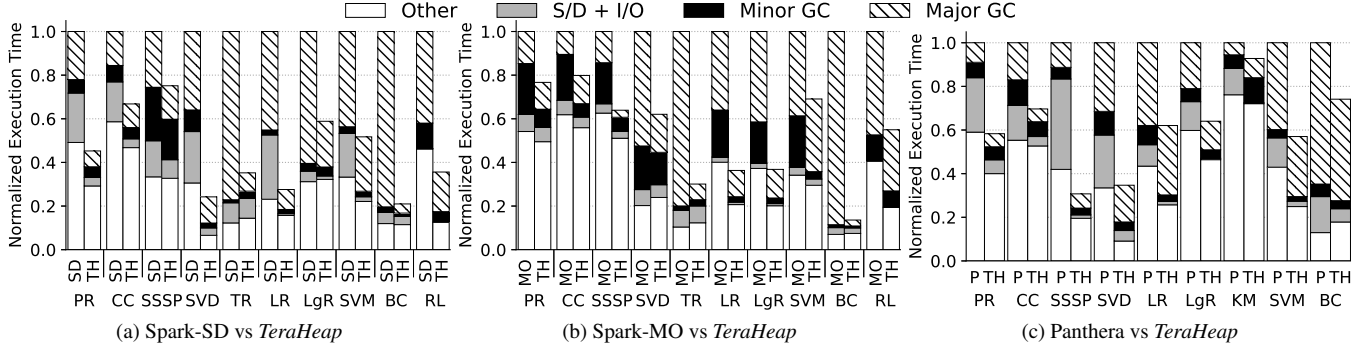 Other S/D + I/O Minor GC Major GC
Normalized Execution Time
1.0
0.8
0.6
0.4
0.2
0.0
SD TH SD TH SD TH SD TH SD TH SD TH SD TH SD TH SD TH SD TH
PR CC SSSP SVD TR LR LgR SVM BC RL
(a) Spark-SD vs TeraHeap
Normalized Execution Time
1.0
0.8
0.6
0.4
0.2
0.0
MO TH MO TH MO TH MO TH MO TH MO TH MO TH MO TH MO TH MO TH
PR CC SSSP SVD TR LR LgR SVM BC RL
(b) Spark-MO vs TeraHeap
Normalized Execution Time
1.0
0.8
0.6
0.4
0.2
0.0
P TH P TH P TH P TH P TH P TH P TH P TH P TH
PR CC SSSP SVD LR LgR KM SVM BC
(c) Panthera vs TeraHeap